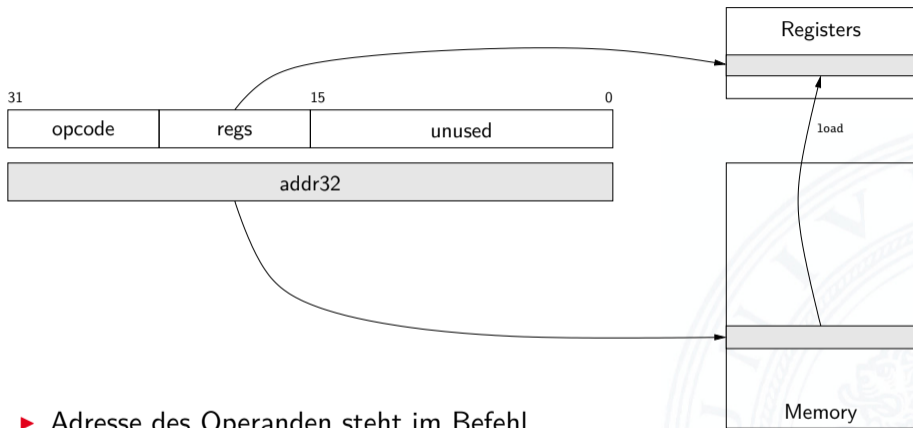 Registers
31 15 0
opcode regs unused
load
addr32
Memory
► Adresse des Operanden steht im Befehl